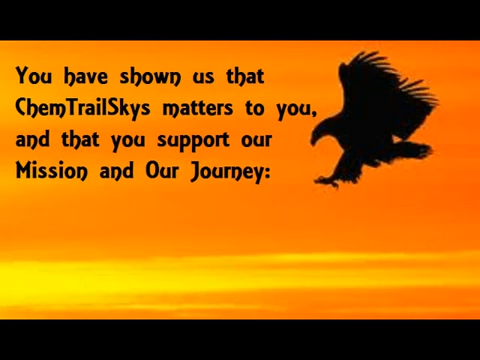 You have shown us that
ChemTrailSkys matters to you,
and that you support our
Mission and Our Journey: